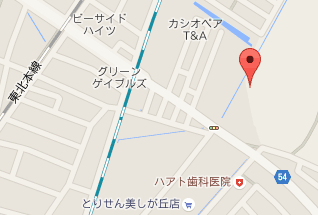 ビーサイド
ハイツ
カシオペア
T&A
東北本線
グリーン
ゲイブルズ
ハアト歯科医院
54
とりせん美しが丘店